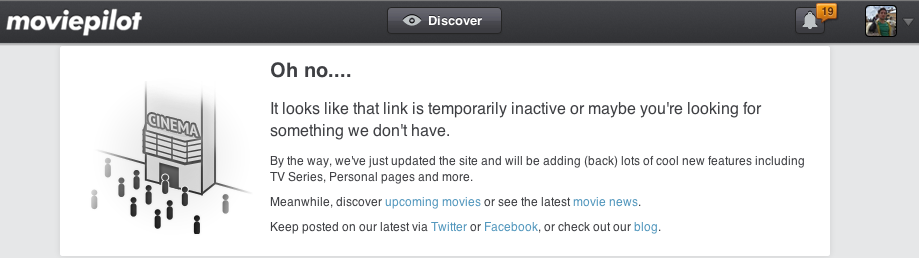 moviepilot
Discover
19
Oh no....
CINEMA
It looks like that link is temporarily inactive or maybe you're looking for
something we don't have.
By the way, we've just updated the site and will be adding (back) lots of cool new features including
TV Series, Personal pages and more.
Meanwhile, discover upcoming movies or see the latest movie news.
Keep posted on our latest via Twitter or Facebook, or check out our blog.